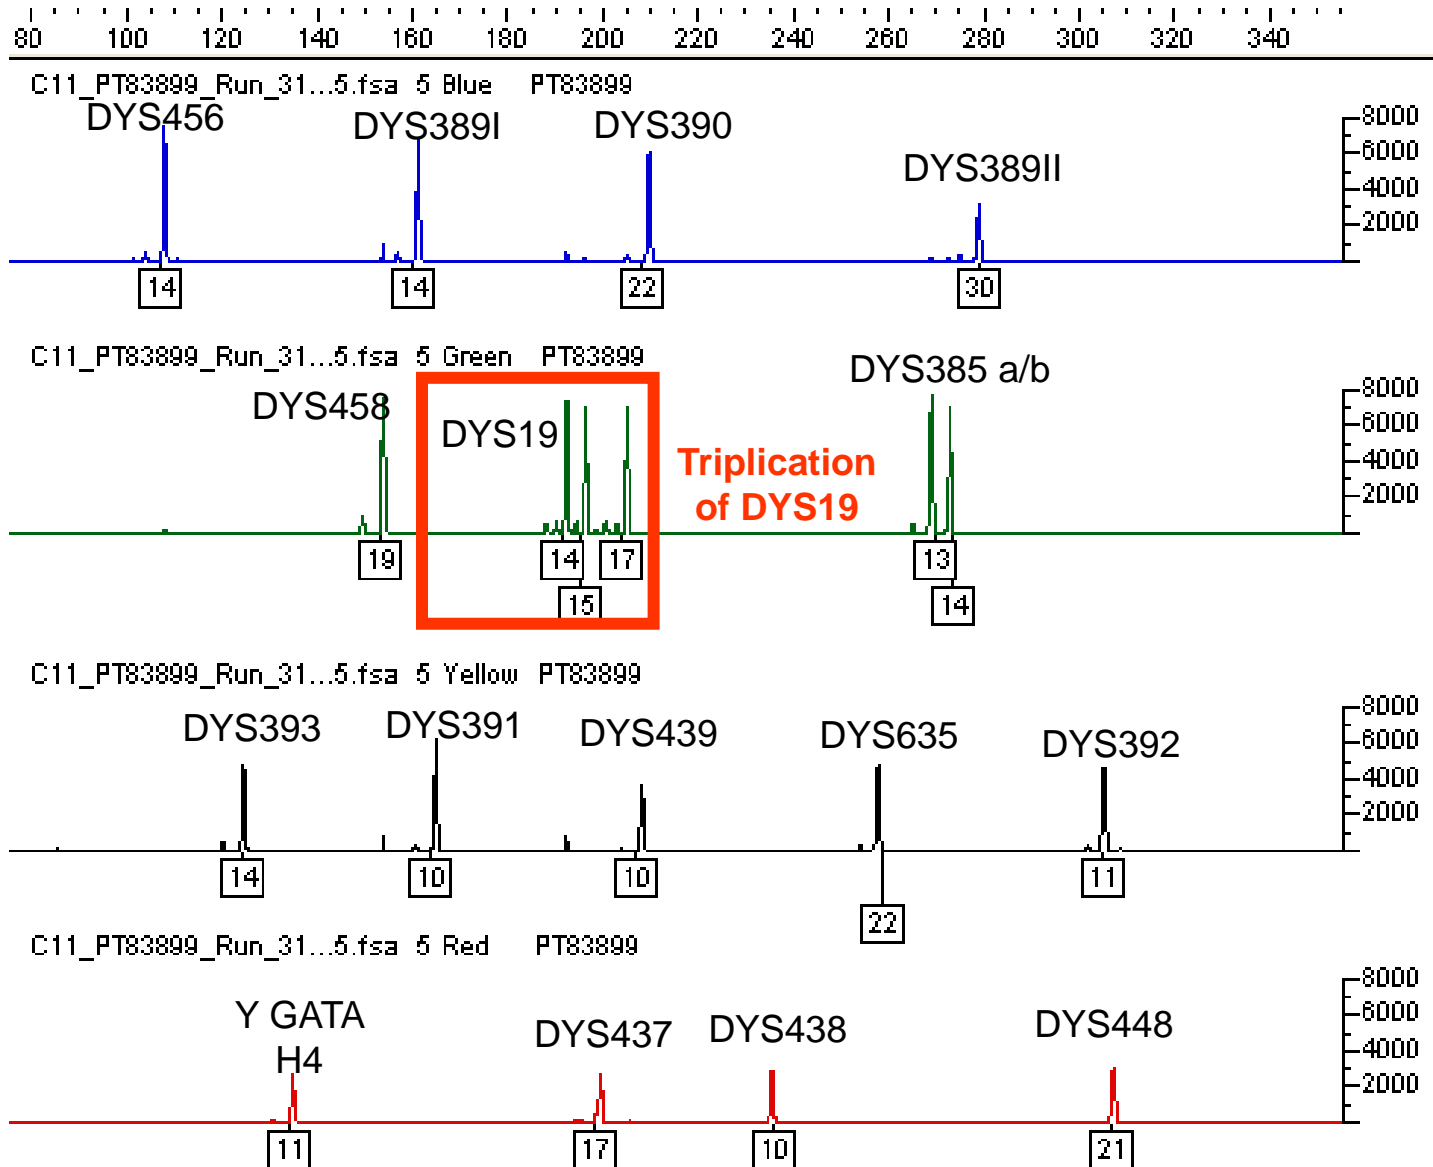 80 100 120 140 160 180 200 220 240 260 280 300 320 340
C11_PT83899_Run_31...5.fsa 5 Blue PT83899
DYS456 DYS389I DYS390 DYS389II
8000
6000
4000
2000
14 14 22 30
C11_PT83899_Run_31...5.fsa 5 Green PT83899
DYS458 DYS19 DYS385 a/b
Triplication
of DYS19
8000
6000
4000
2000
19 14 17 13
15 14
C11_PT83899_Run_31...5.fsa 5 Yellow PT83899
DYS393 DYS391 DYS439 DYS635 DYS392
8000
6000
4000
2000
14 10 10 11
22
C11_PT83899_Run_31...5.fsa 5 Red PT83899
Y GATA
H4
DYS437 DYS438 DYS448
8000
6000
4000
2000
11 17 10 21